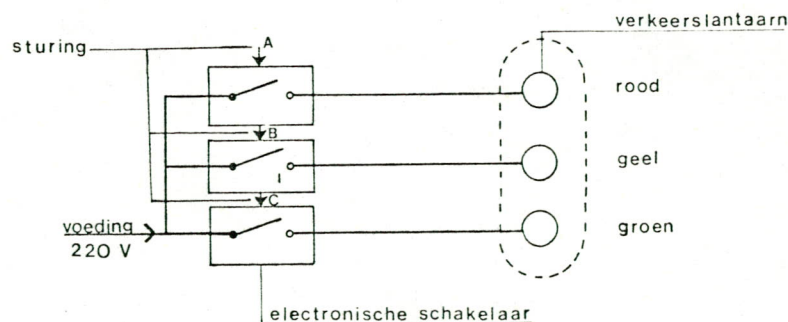 verkeerslantaarn
sturing
A
rood
B
geel
C
voeding
220 V
groen
electronische schakelaar